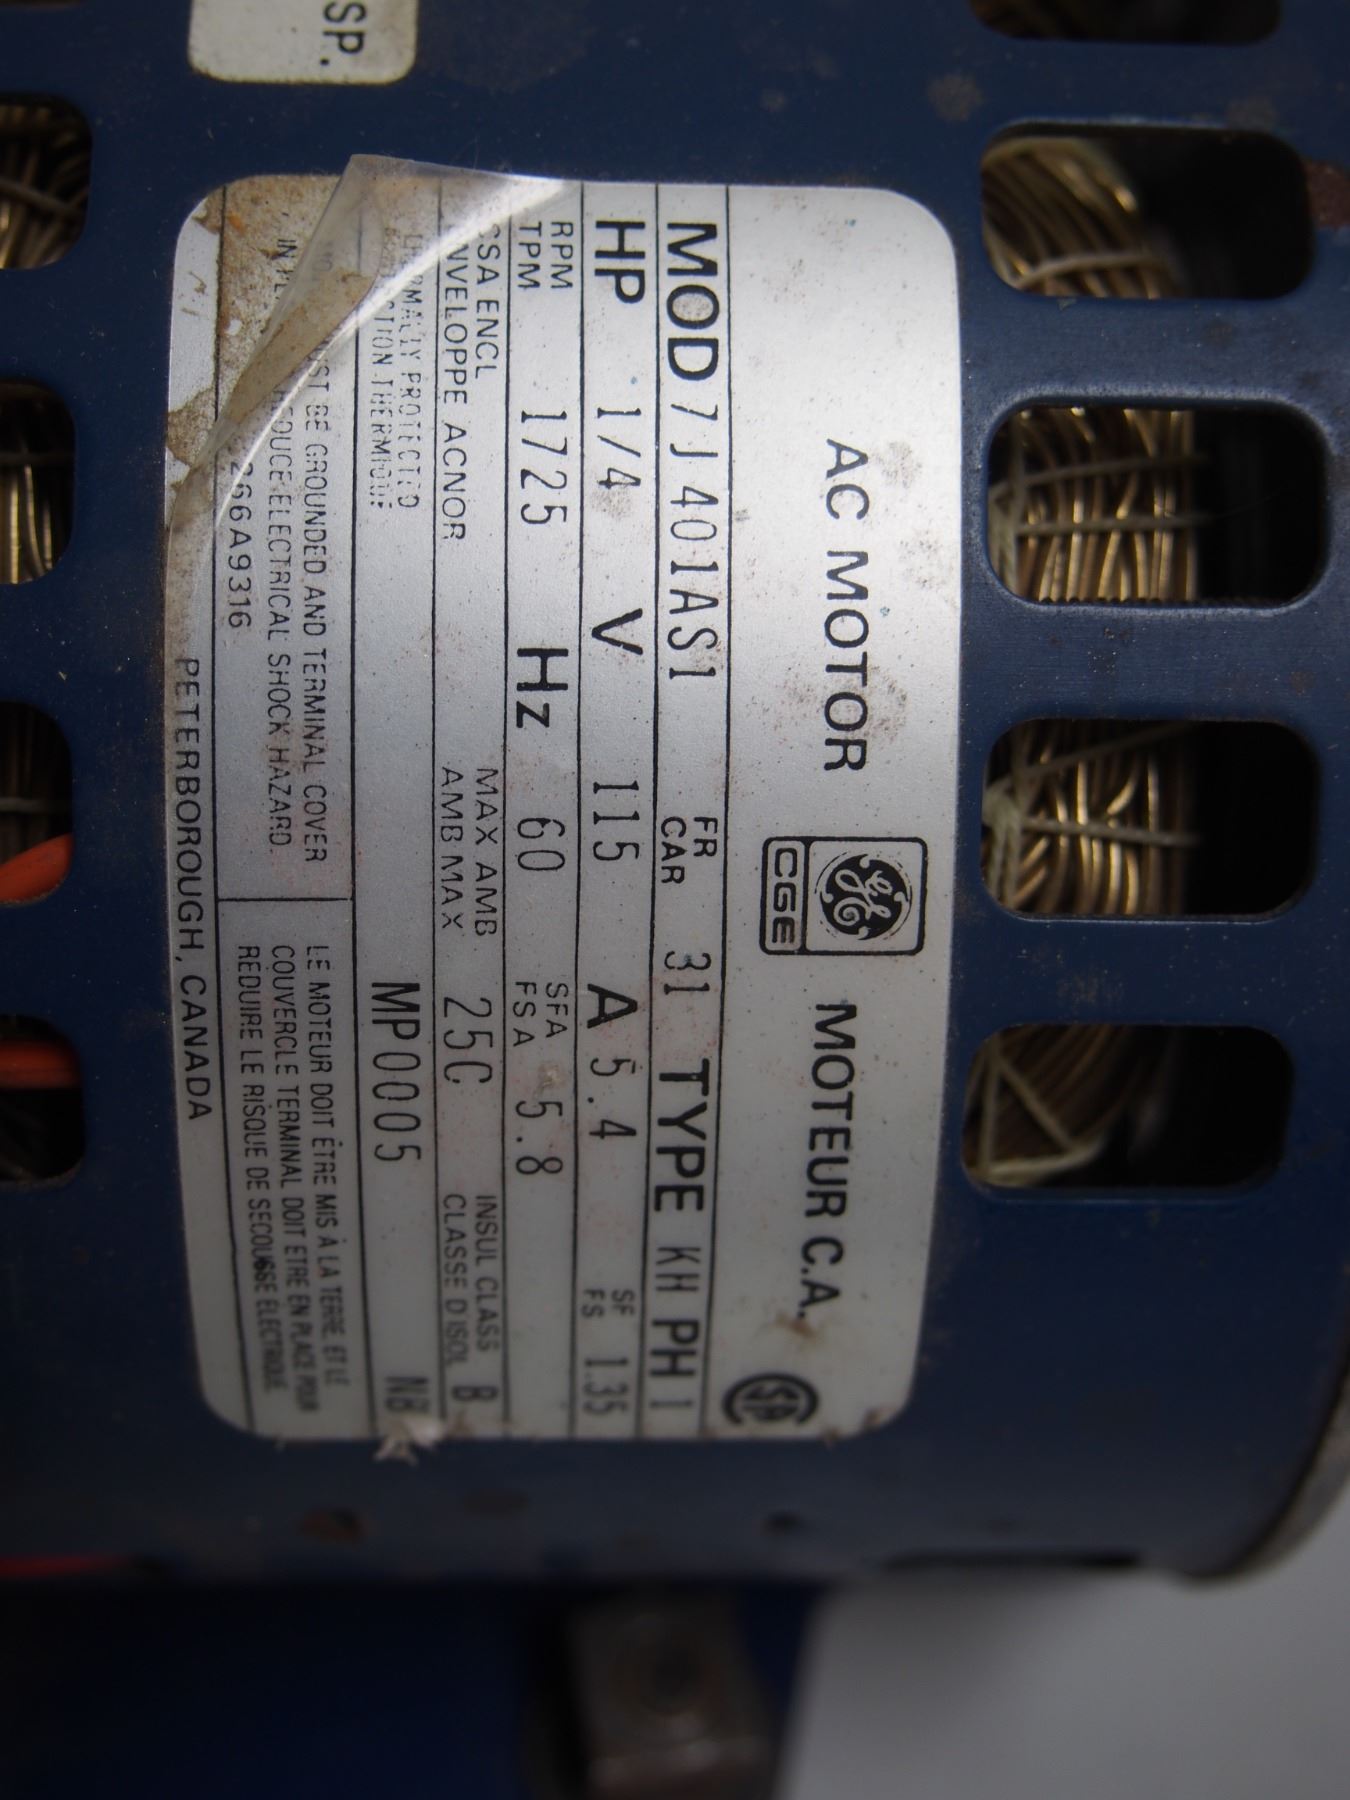 SP.
AC MOTOR GE CGE MOTEUR C.A. SA
MOD 7J401AS1 FR CAR 31 TYPE KH PH 1
HP 1/4 V 115 A 5.4 SF FS 1.35
RPM TPM 1725 Hz 60 SFA FSA 5.8
CSA ENCL MAX AMB 25C INSUL CLASS B
ENVELOPPE ACNOR AMB MAX CLASSE D'ISOL
THERMALLY PROTECTED
PROTECTION THERMIQUE
MP0005 NB
MUST BE GROUNDED AND TERMINAL COVER
REDUCE ELECTRICAL SHOCK HAZARD.
266A9316
LE MOTEUR DOIT ÊTRE MIS À LA TERRE ET LE
COUVERCLE TERMINAL DOIT ETRE EN PLACE POUR
RÉDUIRE LE RISQUE DE SECOUSSE ÉLECTRIQUE
PETERBOROUGH, CANADA